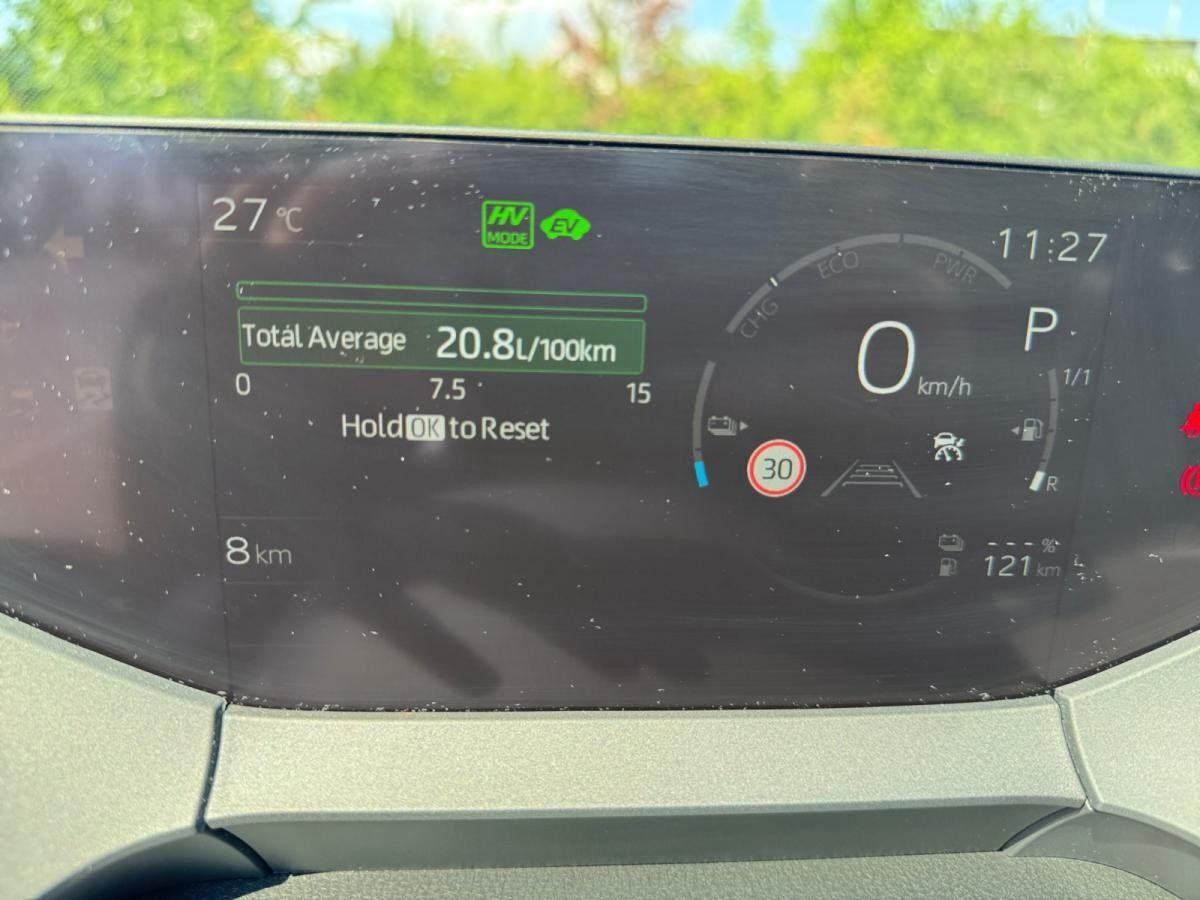 27 °C
HV
MODE
EV
11:27
CHG
ECO
PWR
Total Average 20.8L/100km
0 7.5 15
Hold OK to Reset
0 km/h
P
1/1
30
R
8 km
---%
121 km